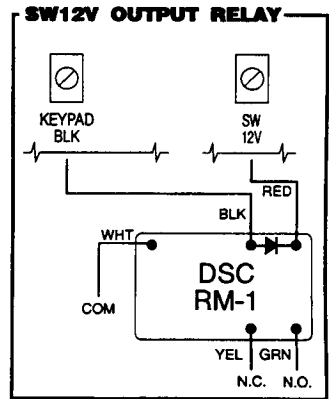 SW12V OUTPUT RELAY
KEYPAD
BLK
SW
12V
RED
BLK
WHT
DSC
RM-1
COM
YEL GRN
N.C. N.O.